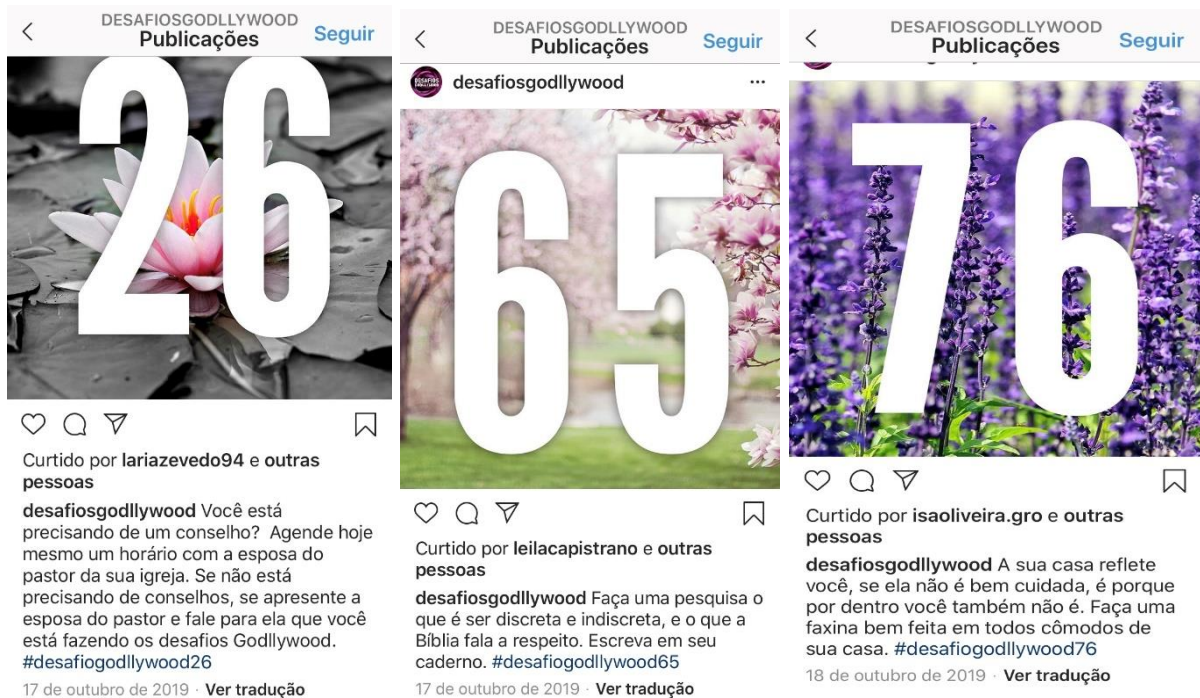 DESAFIOSGODLLYWOOD
Publicações
Seguir
26
Curtido por lariazevedo94 e outras
pessoas
desafiosgodllywood Você está
precisando de um conselho?  Agende hoje
mesmo um horário com a esposa do
pastor da sua igreja. Se não está
precisando de conselhos, se apresente a
esposa do pastor e fale para ela que você
está fazendo os desafios Godllywood.
#desafiogodllywood26
17 de outubro de 2019 · Ver tradução
DESAFIOSGODLLYWOOD
Publicações
Seguir
desafiosgodllywood
65
Curtido por leilacapistrano e outras
pessoas
desafiosgodllywood Faça uma pesquisa o
que é ser discreta e indiscreta, e o que a
Bíblia fala a respeito. Escreva em seu
caderno. #desafiogodllywood65
17 de outubro de 2019 · Ver tradução
DESAFIOSGODLLYWOOD
Publicações
Seguir
76
Curtido por isaoliveira.gro e outras
pessoas
desafiosgodllywood A sua casa reflete
você, se ela não é bem cuidada, é porque
por dentro você também não é. Faça uma
faxina bem feita em todos cômodos de
sua casa. #desafiogodllywood76
18 de outubro de 2019 · Ver tradução